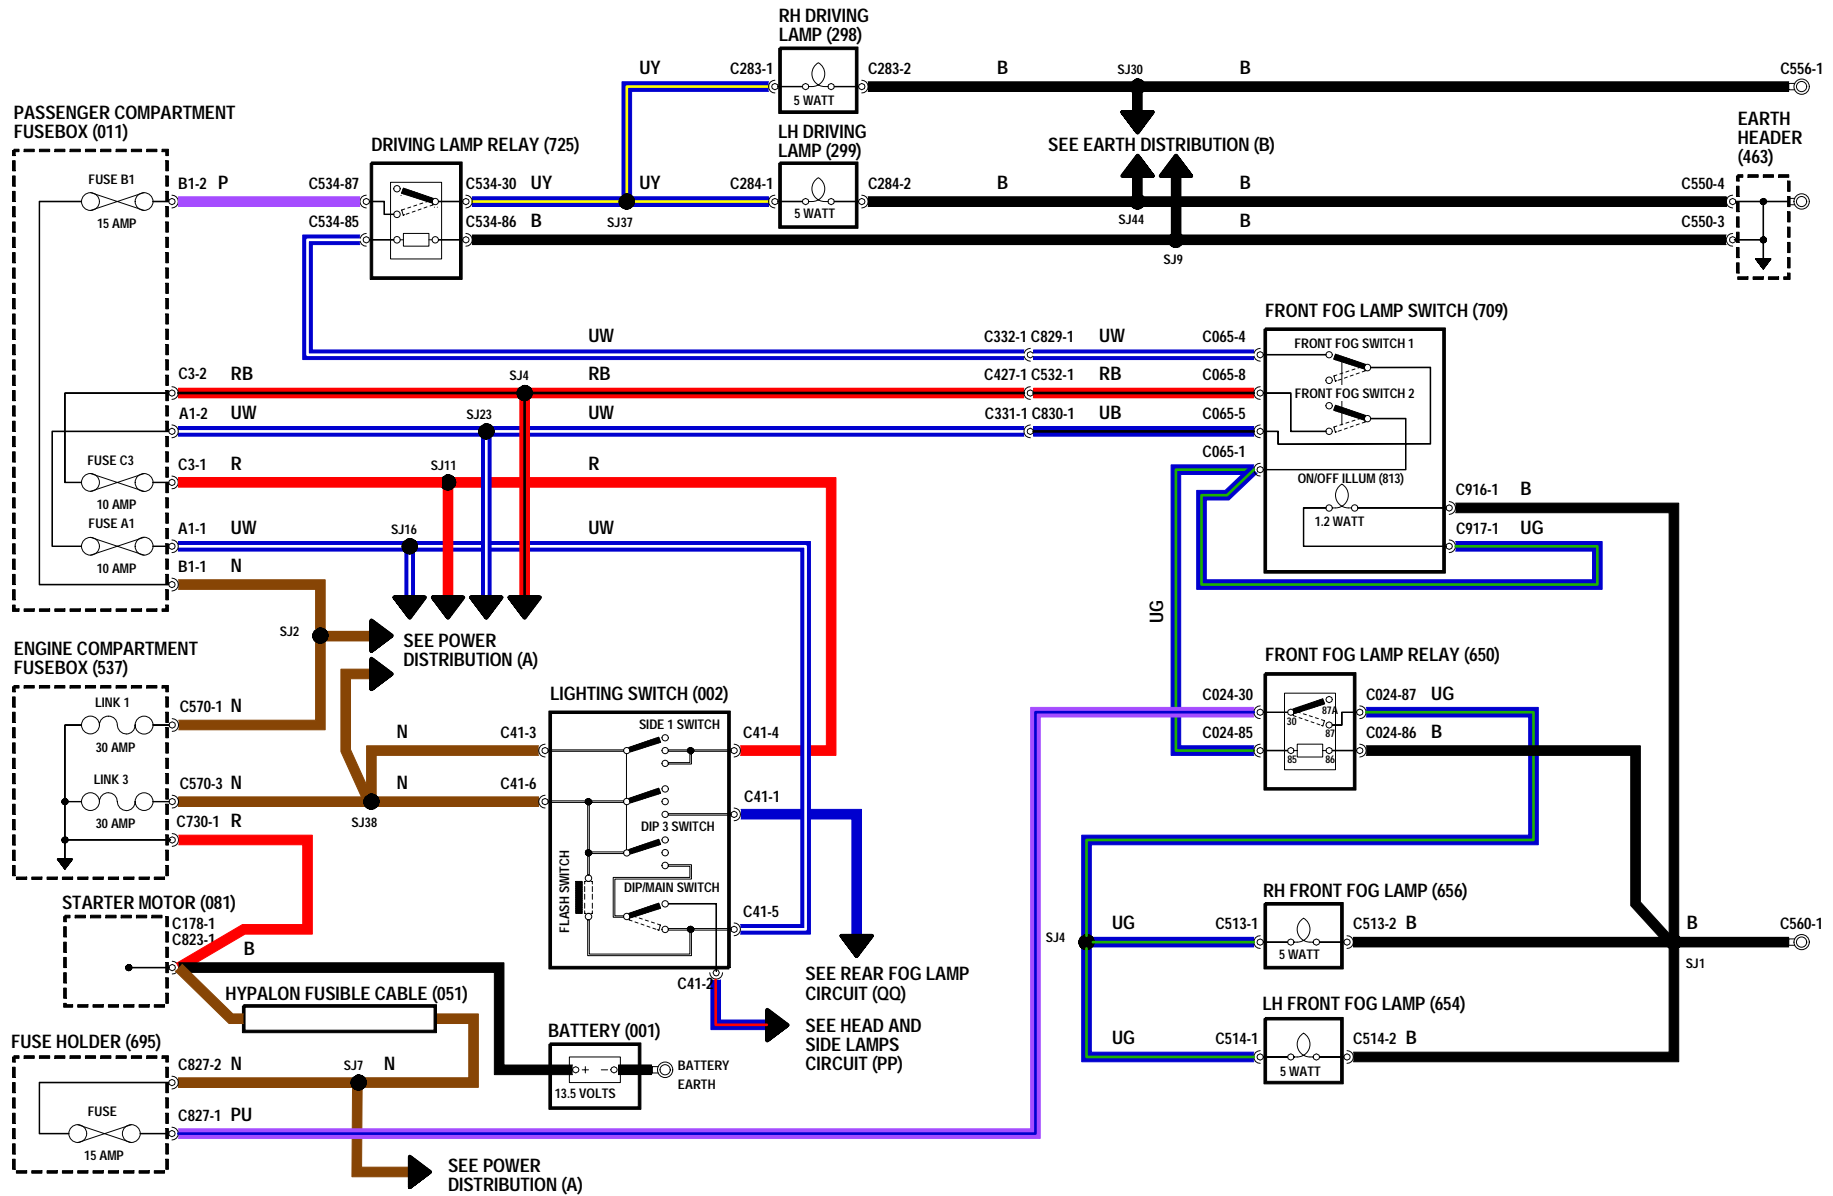 RH DRIVING
LAMP (298)
UY
C283-1
C283-2
B
SJ30
B
C556-1
5 WATT
PASSENGER COMPARTMENT
FUSEBOX (011)
EARTH
HEADER
(463)
DRIVING LAMP RELAY (725)
LH DRIVING
LAMP (299)
SEE EARTH DISTRIBUTION (B)
FUSE B1
15 AMP
B1-2 P
C534-87
C534-30 UY
UY
C284-1
C284-2
B
B
C550-4
5 WATT
C534-85
C534-86 B
SJ37
SJ44
B
C550-3
SJ9
FRONT FOG LAMP SWITCH (709)
UW
C332-1 C829-1 UW
C065-4
FRONT FOG SWITCH 1
C3-2 RB
SJ4
RB
C427-1 C532-1 RB
C065-8
FRONT FOG SWITCH 2
A1-2 UW
SJ23
UW
C331-1 C830-1 UB
C065-5
FUSE C3
10 AMP
C3-1 R
SJ11
R
C065-1
ON/OFF ILLUM (813)
1.2 WATT
C916-1 B
FUSE A1
10 AMP
A1-1 UW
SJ16
UW
C917-1 UG
B1-1 N
UG
SJ2
SEE POWER
DISTRIBUTION (A)
ENGINE COMPARTMENT
FUSEBOX (537)
FRONT FOG LAMP RELAY (650)
LINK 1
30 AMP
C570-1 N
LIGHTING SWITCH (002)
SIDE 1 SWITCH
C024-30
C024-87 UG
30
87A
87
N
C41-3
C41-4
C024-85
C024-86 B
85
86
LINK 3
30 AMP
C570-3 N
N
C41-6
C41-1
SJ38
C730-1 R
DIP 3 SWITCH
FLASH SWITCH
DIP/MAIN SWITCH
STARTER MOTOR (081)
RH FRONT FOG LAMP (656)
C178-1
C823-1
B
C41-5
SJ4
UG
C513-1
C513-2 B
B
C560-1
5 WATT
SJ1
C41-2
SEE REAR FOG LAMP
CIRCUIT (QQ)
HYPALON FUSIBLE CABLE (051)
LH FRONT FOG LAMP (654)
SEE HEAD AND
SIDE LAMPS
CIRCUIT (PP)
BATTERY (001)
+ -
13.5 VOLTS
BATTERY
EARTH
UG
C514-1
C514-2 B
5 WATT
FUSE HOLDER (695)
C827-2 N
SJ7
N
FUSE
15 AMP
C827-1 PU
SEE POWER
DISTRIBUTION (A)